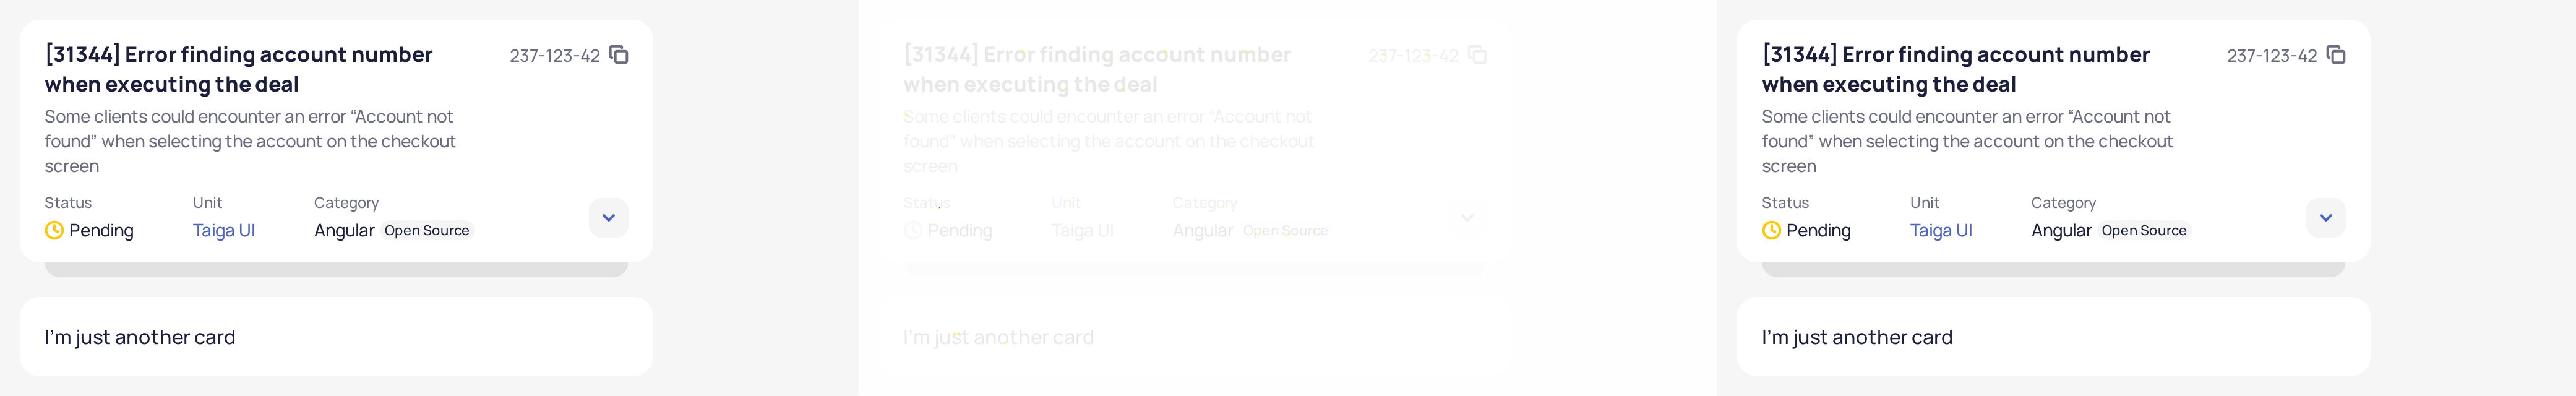 [31344] Error finding account number
when executing the deal
237-123-42
Some clients could encounter an error “Account not
found” when selecting the account on the checkout
screen
Status
Unit
Category
Pending
Taiga UI
Angular Open Source
I’m just another card
[31344] Error finding account number
when executing the deal
237-123-42
Some clients could encounter an error “Account not
found” when selecting the account on the checkout
screen
Status
Unit
Category
Pending
Taiga UI
Angular Open Source
I’m just another card
[31344] Error finding account number
when executing the deal
237-123-42
Some clients could encounter an error “Account not
found” when selecting the account on the checkout
screen
Status
Unit
Category
Pending
Taiga UI
Angular Open Source
I’m just another card